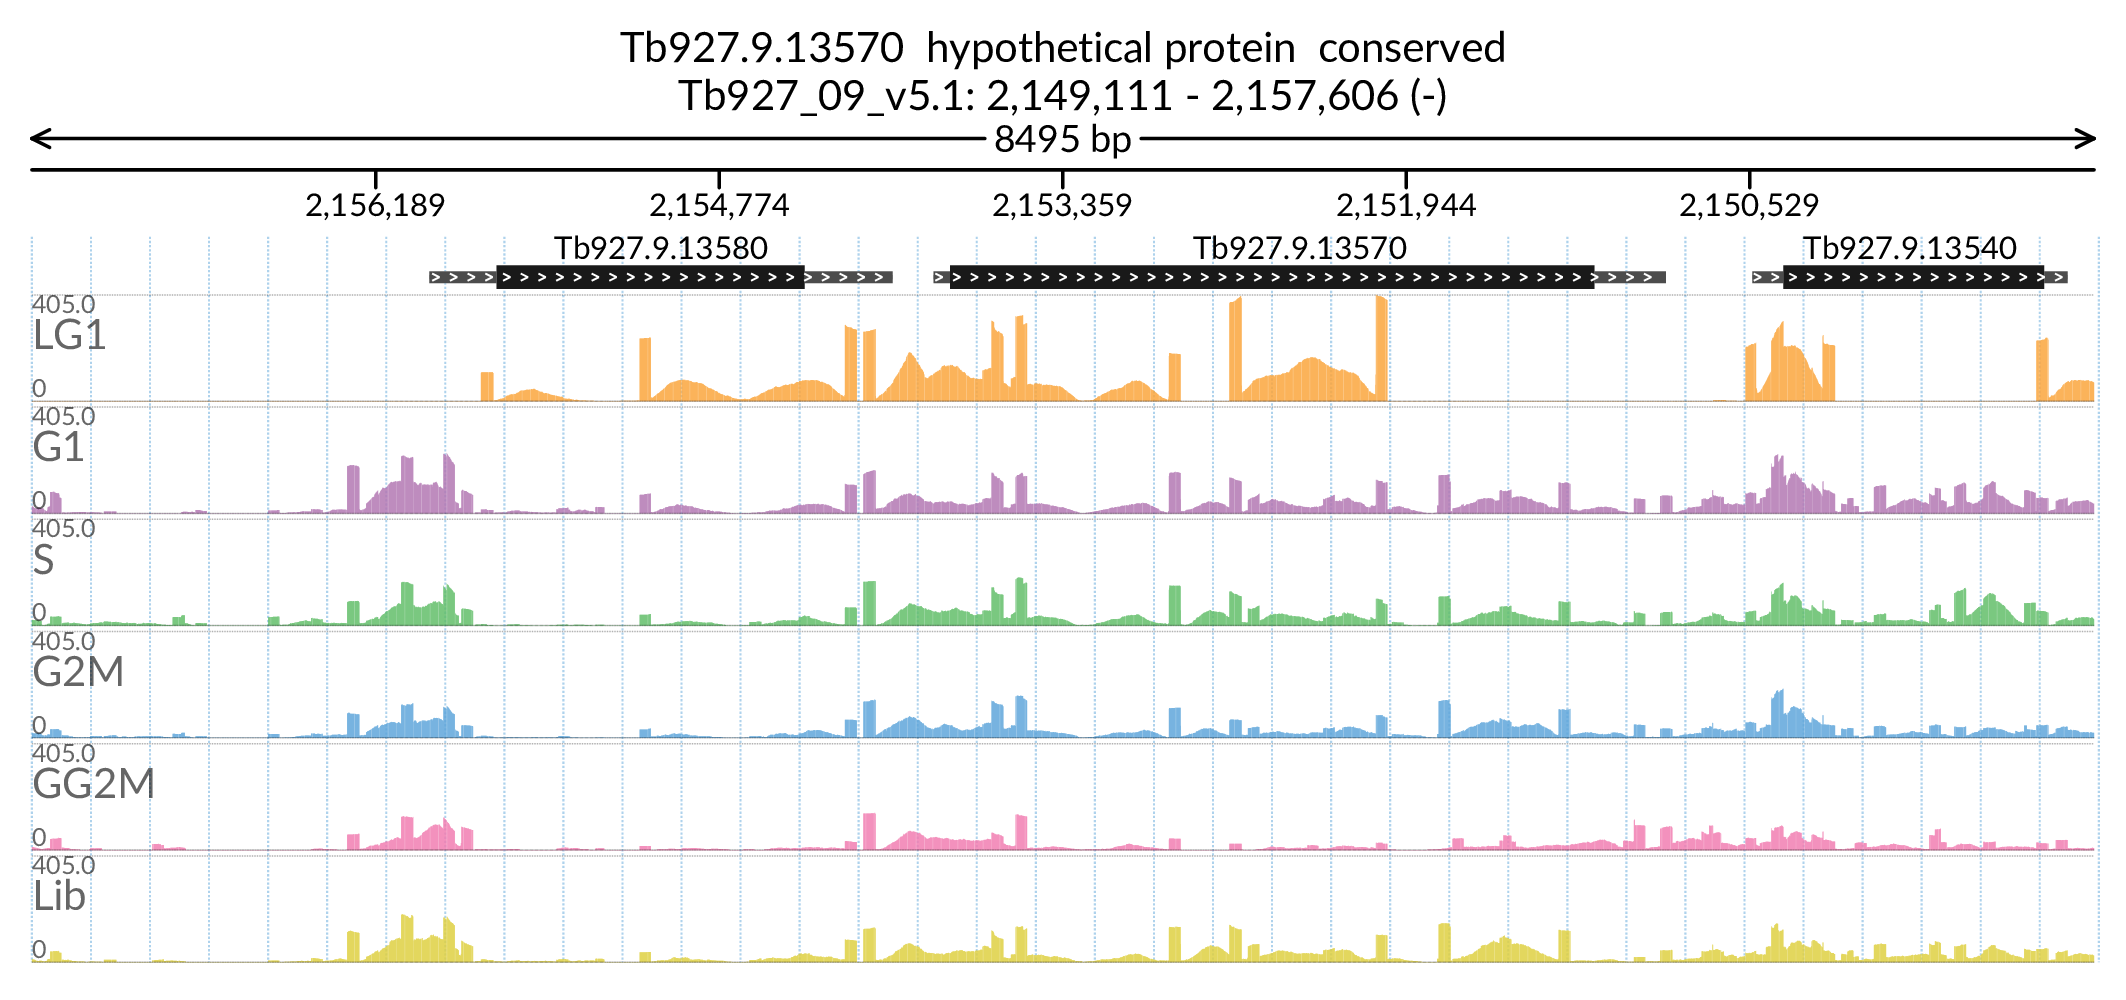 Tb927.9.13570 hypothetical protein conserved
Tb927_09_v5.1: 2,149,111 - 2,157,606 (-)
8495 bp
2,156,189 2,154,774 2,153,359 2,151,944 2,150,529
Tb927.9.13580 Tb927.9.13570 Tb927.9.13540
405.0
LG1
0
405.0
G1
0
405.0
S
0
405.0
G2M
0
405.0
GG2M
0
405.0
Lib
0